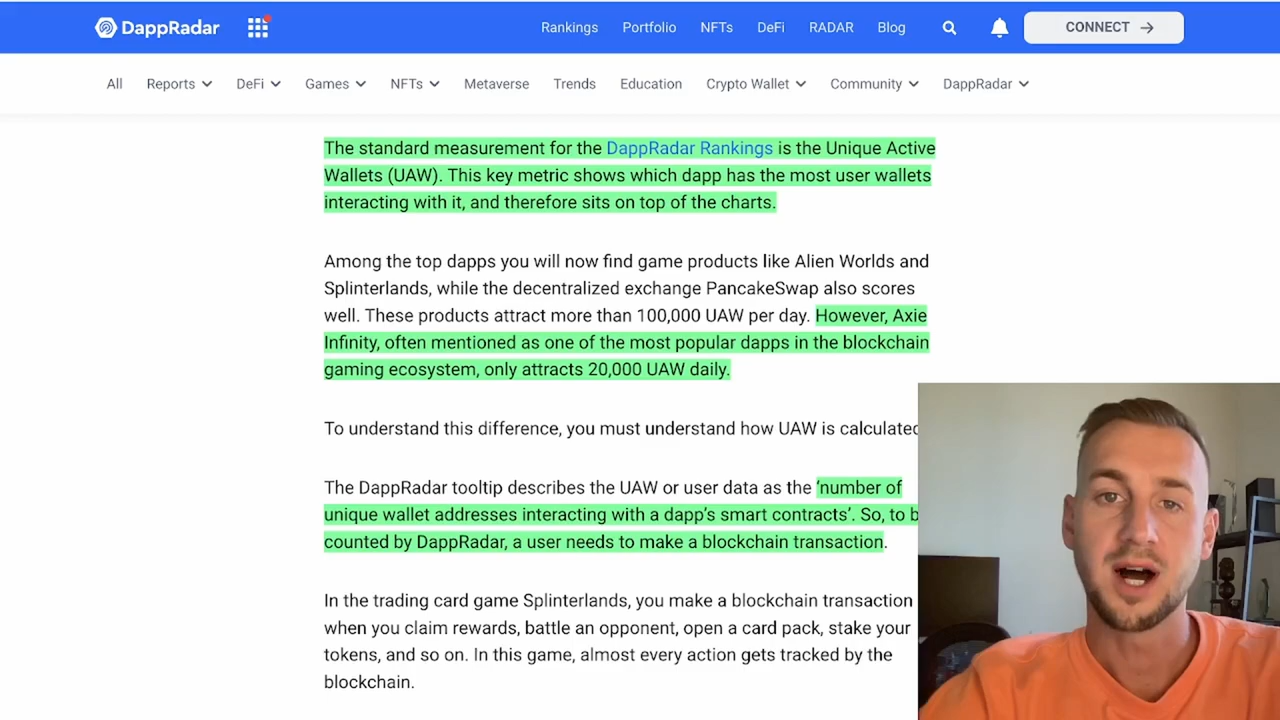 DappRadar Rankings Portfolio NFTs DeFi RADAR Blog CONNECT →
All Reports DeFi Games NFTs Metaverse Trends Education Crypto Wallet Community DappRadar
The standard measurement for the DappRadar Rankings is the Unique Active
Wallets (UAW). This key metric shows which dapp has the most user wallets
interacting with it, and therefore sits on top of the charts.
Among the top dapps you will now find game products like Alien Worlds and
Splinterlands, while the decentralized exchange PancakeSwap also scores
well. These products attract more than 100,000 UAW per day. However, Axie
Infinity, often mentioned as one of the most popular dapps in the blockchain
gaming ecosystem, only attracts 20,000 UAW daily.
To understand this difference, you must understand how UAW is calculated
The DappRadar tooltip describes the UAW or user data as the ‘number of
unique wallet addresses interacting with a dapp’s smart contracts’. So, to b
counted by DappRadar, a user needs to make a blockchain transaction.
In the trading card game Splinterlands, you make a blockchain transaction
when you claim rewards, battle an opponent, open a card pack, stake your
tokens, and so on. In this game, almost every action gets tracked by the
blockchain.